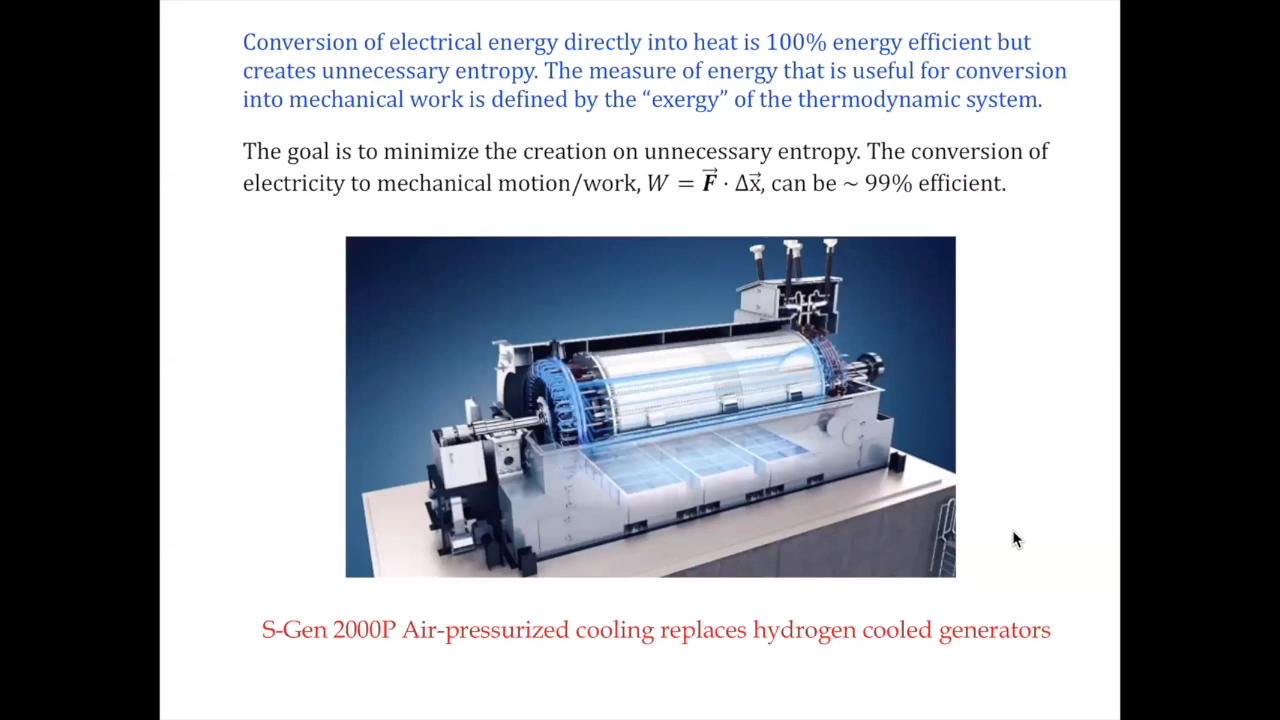 Conversion of electrical energy directly into heat is 100% energy efficient but
creates unnecessary entropy. The measure of energy that is useful for conversion
into mechanical work is defined by the “exergy” of the thermodynamic system.
The goal is to minimize the creation on unnecessary entropy. The conversion of
electricity to mechanical motion/work, W = F⃗ · Δx⃗, can be ~ 99% efficient.
S-Gen 2000P Air-pressurized cooling replaces hydrogen cooled generators